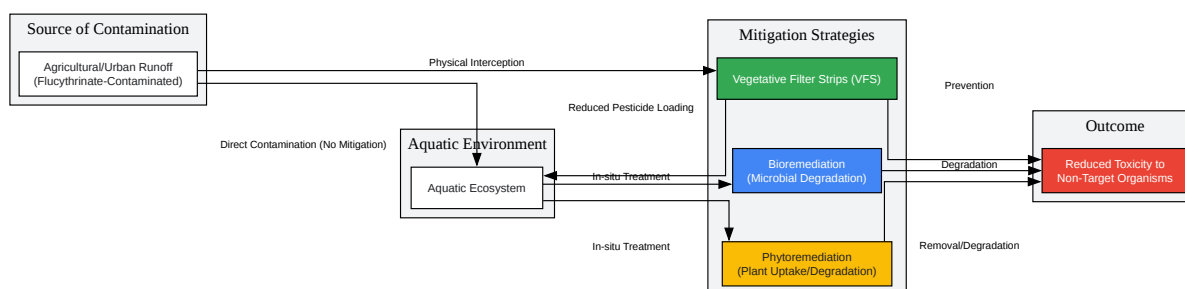 Source of Contamination
Agricultural/Urban Runoff
(Flucythrinate-Contaminated)
Physical Interception
Direct Contamination (No Mitigation)
Aquatic Environment
Aquatic Ecosystem
Reduced Pesticide Loading
In-situ Treatment
In-situ Treatment
Mitigation Strategies
Vegetative Filter Strips (VFS)
Bioremediation
(Microbial Degradation)
Phytoremediation
(Plant Uptake/Degradation)
Prevention
Degradation
Removal/Degradation
Outcome
Reduced Toxicity to
Non-Target Organisms